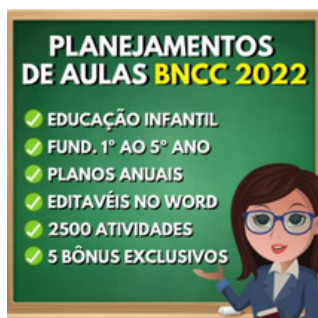 PLANEJAMENTOS
DE AULAS BNCC 2022
EDUCAÇÃO INFANTIL
FUND. 1º AO 5º ANO
PLANOS ANUAIS
EDITAVÉIS NO WORD
2500 ATIVIDADES
5 BÔNUS EXCLUSIVOS